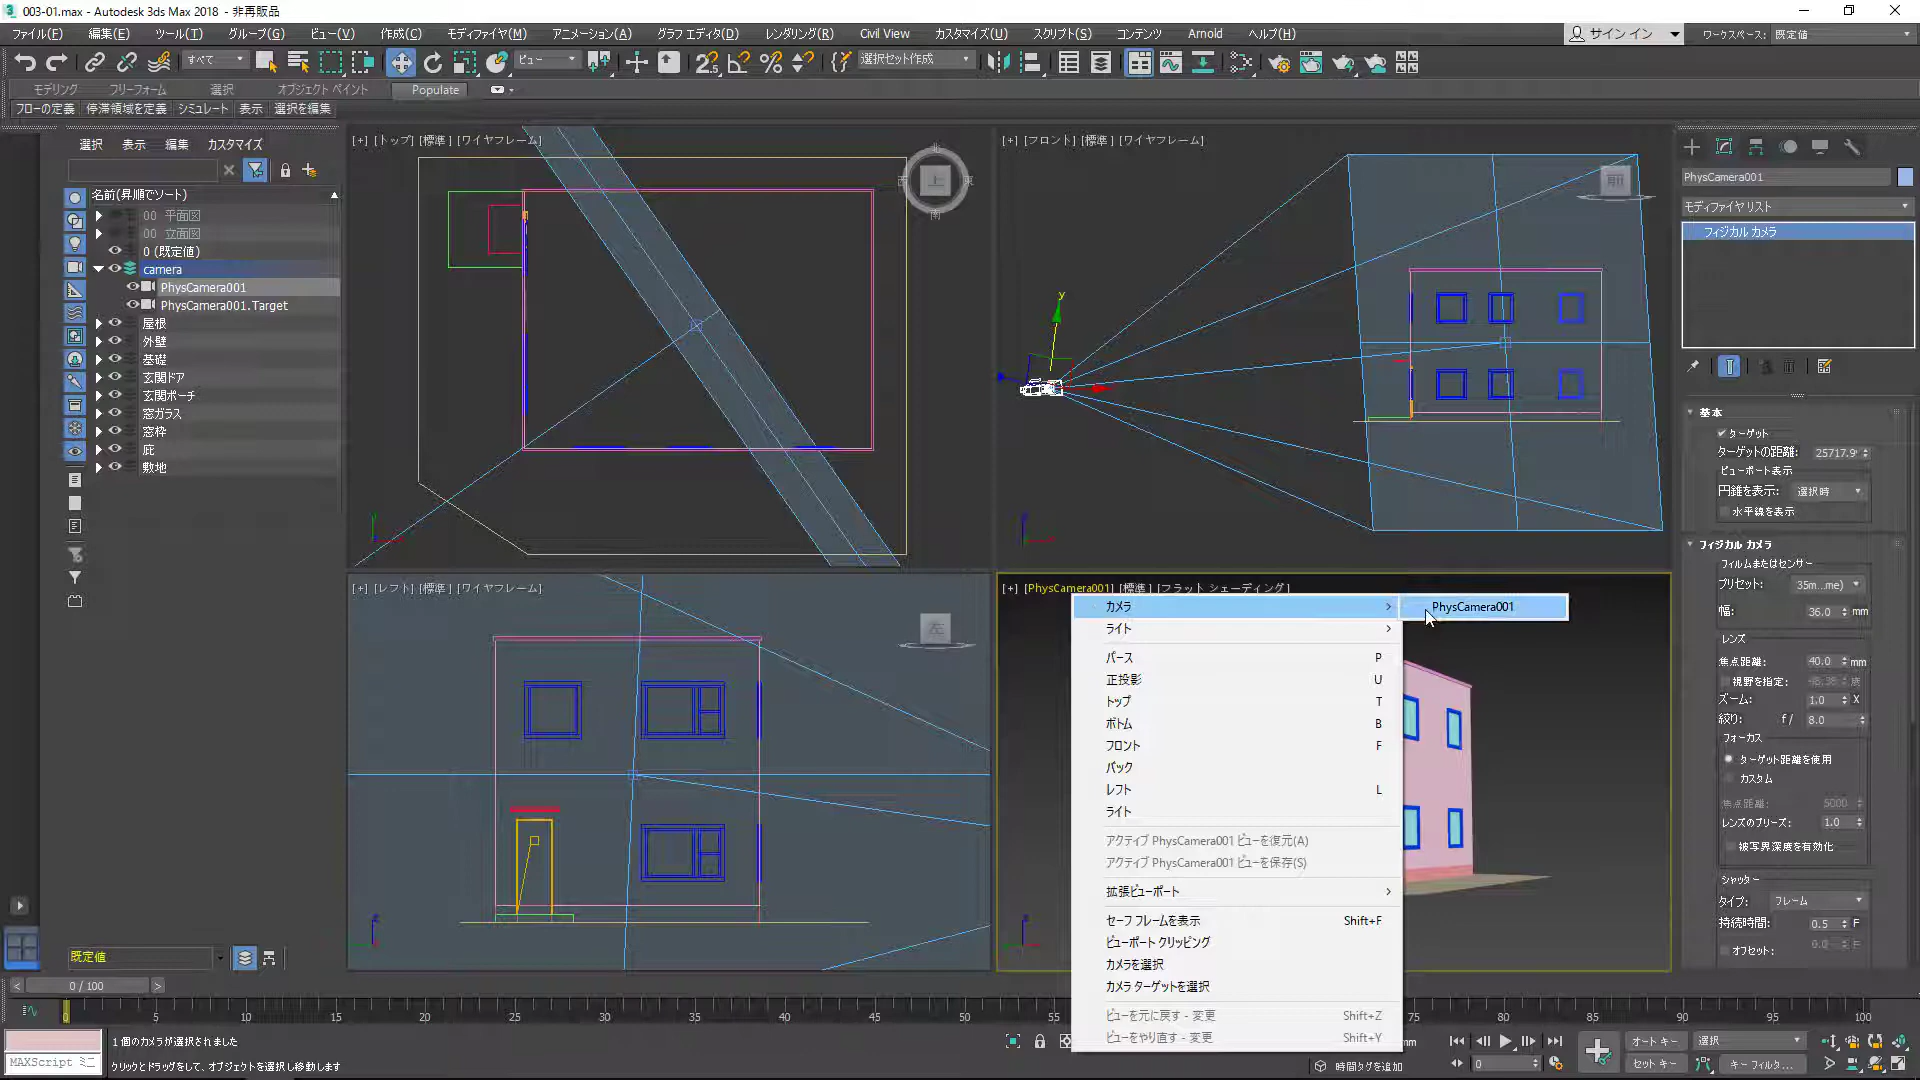 003-01.max - Autodesk 3ds Max 2018 - 非再販品
ファイル(F) 編集(E) ツール(T) グループ(G) ビュー(V) 作成(C) モディファイヤ(M) アニメーション(A) グラフ エディタ(D) レンダリング(R) Civil View カスタマイズ(U) スクリプト(S) コンテンツ Arnold ヘルプ(H) サイン イン ワークスペース: 既定値
すべて ビュー 選択セット作成
モデリング フリーフォーム 選択 オブジェクト ペイント Populate
フローの定義 停滞領域を定義 シミュレート 表示 選択を編集
選択 表示 編集 カスタマイズ
名前(昇順でソート)
00 平面図
00 立面図
0 (既定値)
camera
PhysCamera001
PhysCamera001.Target
屋根
外壁
基礎
玄関ドア
玄関ポーチ
窓ガラス
窓枠
庇
敷地
既定値
[+] [トップ] [標準] [ワイヤフレーム]
北
西 上 東
南
[+] [フロント] [標準] [ワイヤフレーム]
前
y
[+] [レフト] [標準] [ワイヤフレーム]
左
[+] [PhysCamera001] [標準] [フラット シェーディング]
カメラ
PhysCamera001
ライト
パース P
正投影 U
トップ T
ボトム B
フロント F
バック
レフト L
ライト
アクティブ PhysCamera001 ビューを復元(A)
アクティブ PhysCamera001 ビューを保存(S)
拡張ビューポート
セーフ フレームを表示 Shift+F
ビューポート クリッピング
カメラを選択
カメラ ターゲットを選択
ビューを元に戻す - 変更 Shift+Z
ビューをやり直す - 変更 Shift+Y
PhysCamera001
モディファイヤ リスト
フィジカル カメラ
基本
ターゲット
ターゲットの距離: 25717.9
ビューポート表示
円錐を表示: 選択時
水平線を表示
フィジカル カメラ
フィルムまたはセンサー
プリセット: 35m...me)
幅: 36.0 mm
レンズ
焦点距離: 40.0 mm
視野を指定: 48.38 度
ズーム: 1.0 X
絞り: f/ 8.0
フォーカス
ターゲット距離を使用
カスタム
焦点距離: 5000
レンズのブリーズ: 1.0
被写界深度を有効化
シャッター
タイプ: フレーム
持続時間: 0.5 F
オフセット: 0.0 F
0 / 100
0 5 10 15 20 25 30 35 40 45 50 55 75 80 85 90 95 100
1 個のカメラが選択されました
MAXScript ミニ
クリックとドラッグをして、オブジェクトを選択し移動します
mm
時間タグを追加
0
オート キー 選択
セット キー キー フィルタ...